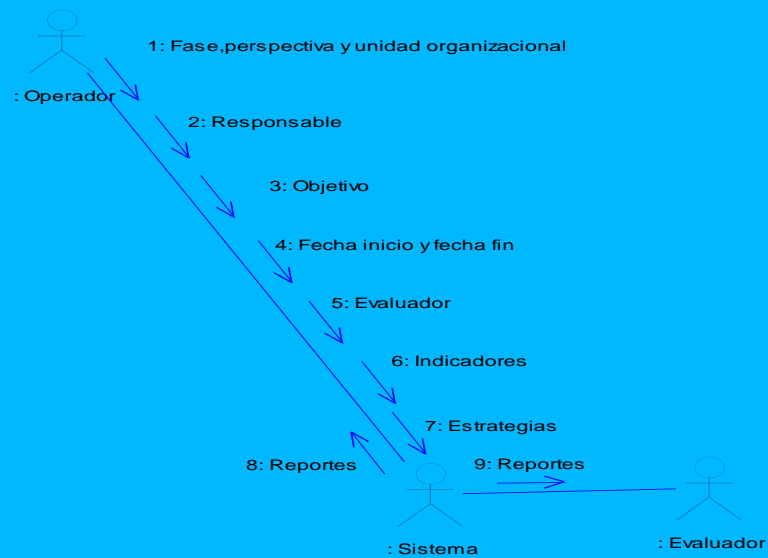 1: Fase,perspectiva y unidad organizacional
: Operador
2: Responsable
3: Objetivo
4: Fecha inicio y fecha fin
5: Evaluador
6: Indicadores
7: Estrategias
8: Reportes
9: Reportes
: Sistema
: Evaluador